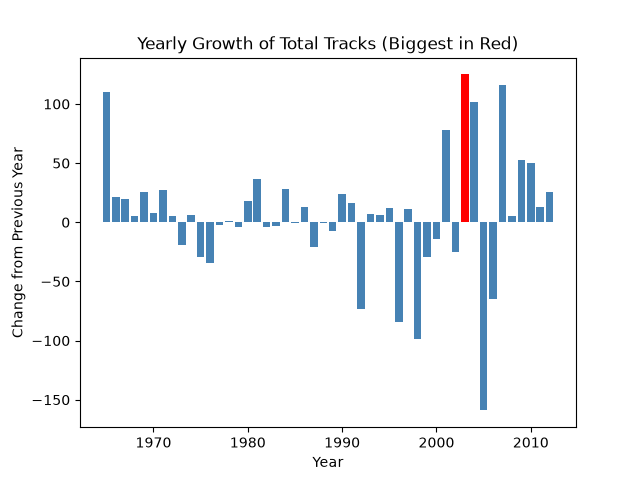 Yearly Growth of Total Tracks (Biggest in Red)
100
50
0
−50
−100
−150
Change from Previous Year
1970 1980 1990 2000 2010
Year